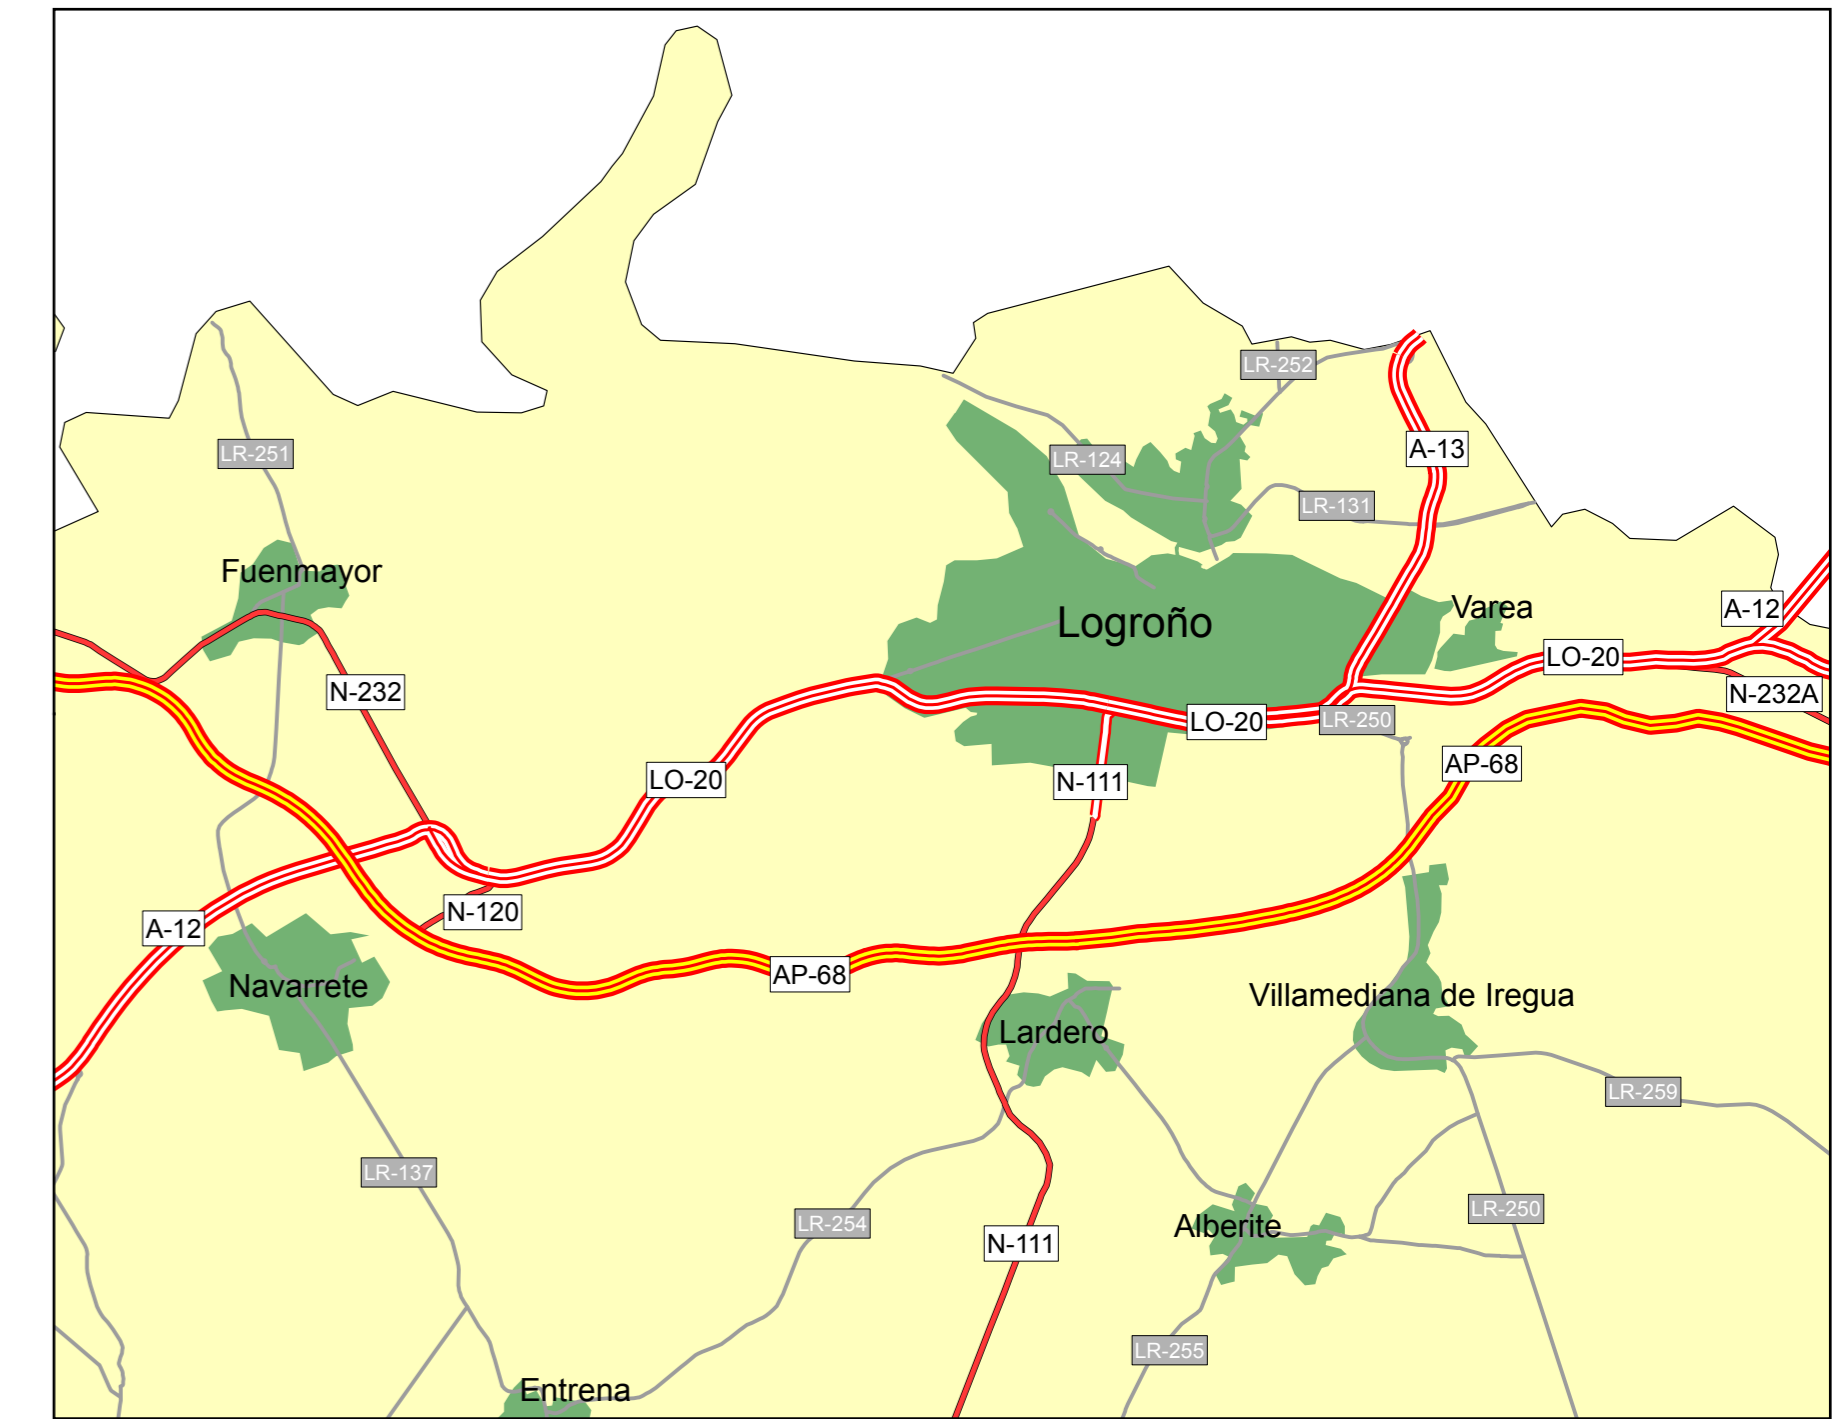 LR-252
A-13
LR-251
LR-124
LR-131
Fuenmayor
Varea
A-12
Logroño
LO-20
N-232
N-232A
LR-250
LO-20
AP-68
LO-20
N-111
N-120
A-12
AP-68
Navarrete
Villamediana de Iregua
Lardero
LR-259
LR-137
LR-250
LR-254
Alberite
N-111
LR-255
Entrena